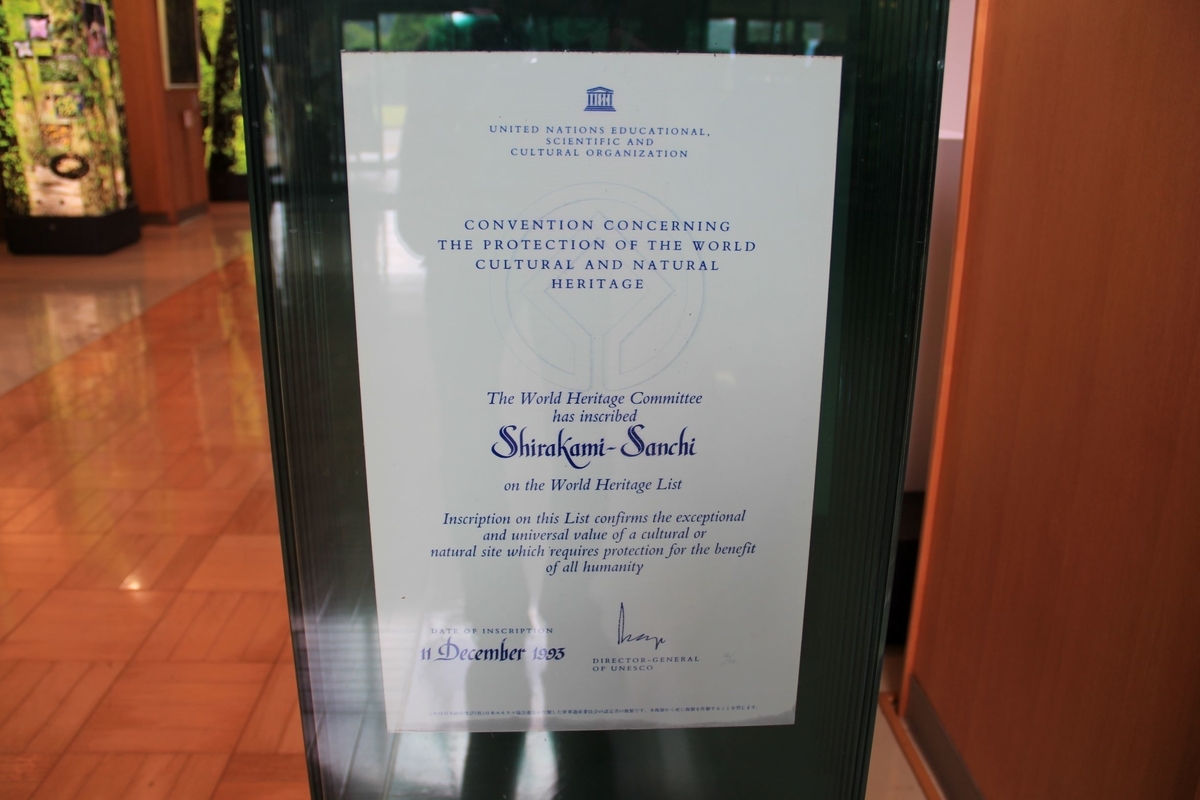 UNITED NATIONS EDUCATIONAL,
SCIENTIFIC AND
CULTURAL ORGANIZATION
CONVENTION CONCERNING
THE PROTECTION OF THE WORLD
CULTURAL AND NATURAL
HERITAGE
The World Heritage Committee
has inscribed
Shirakami-Sanchi
on the World Heritage List
Inscription on this List confirms the exceptional
and universal value of a cultural or
natural site which requires protection for the benefit
of all humanity
DATE OF INSCRIPTION
11 December 1993
DIRECTOR-GENERAL
OF UNESCO